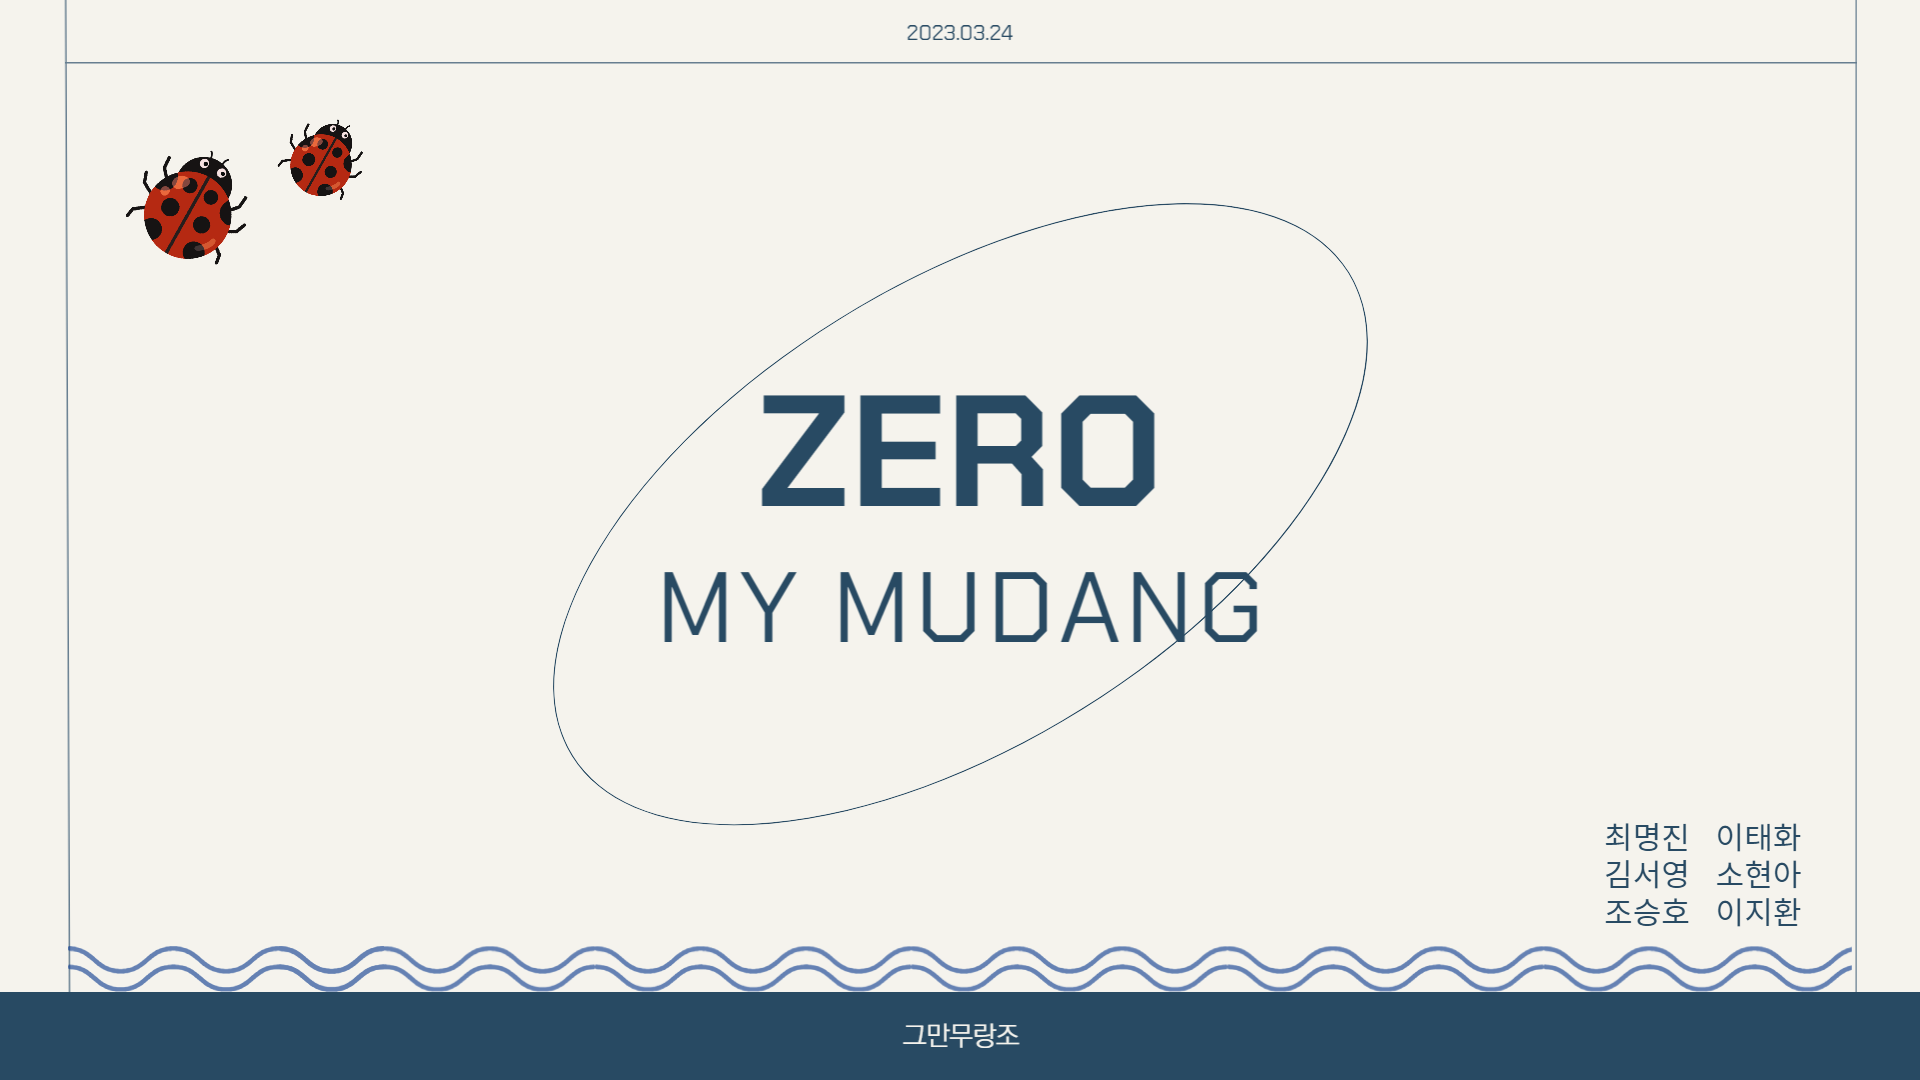 2023.03.24
ZERO
MY MUDANG
최명진 이태화
김서영 소현아
조승호 이지환
그만무랑조